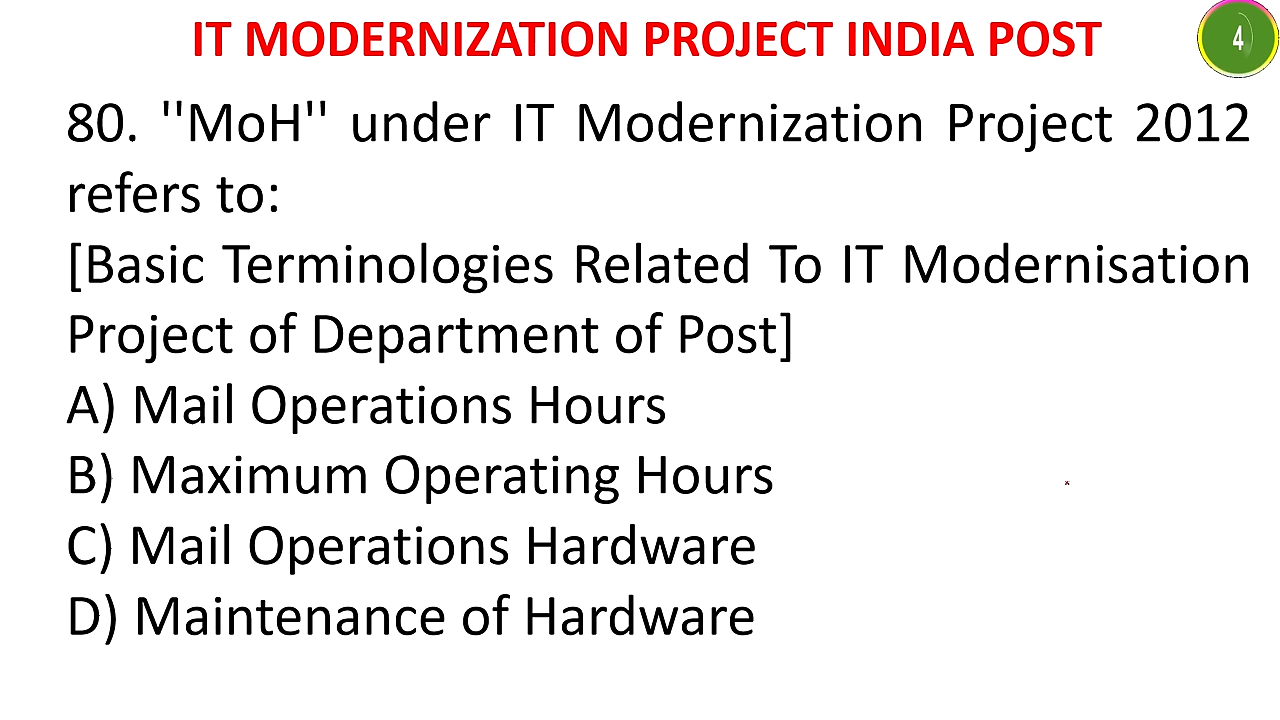 IT MODERNIZATION PROJECT INDIA POST
4
80. ''MoH'' under IT Modernization Project 2012
refers to:
[Basic Terminologies Related To IT Modernisation
Project of Department of Post]
A) Mail Operations Hours
B) Maximum Operating Hours
C) Mail Operations Hardware
D) Maintenance of Hardware